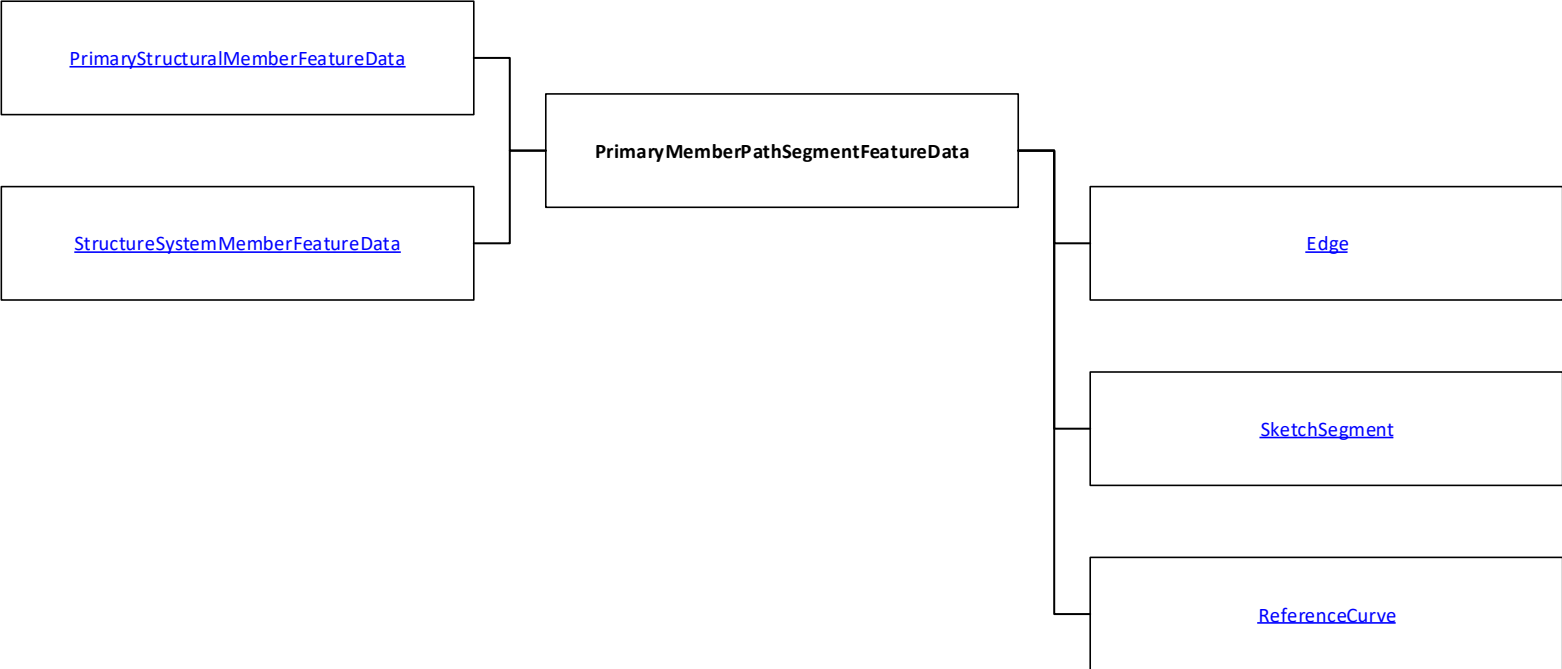 PrimaryStructuralMemberFeatureData
PrimaryMemberPathSegmentFeatureData
StructureSystemMemberFeatureData
Edge
SketchSegment
ReferenceCurve